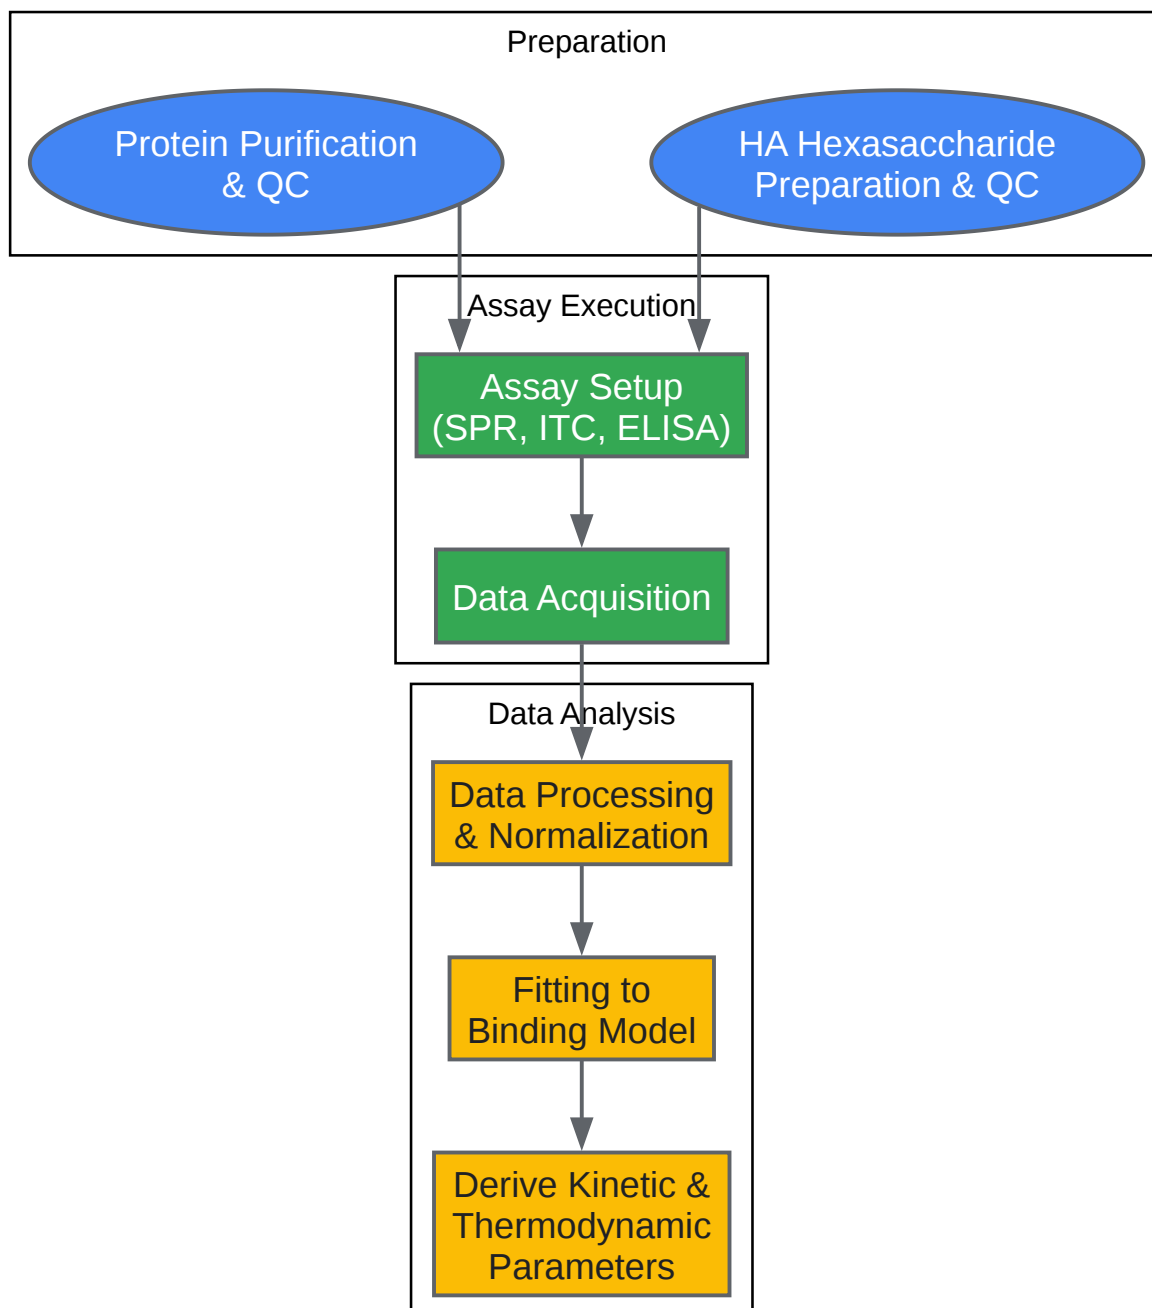 Preparation
Protein Purification
& QC
HA Hexasaccharide
Preparation & QC
Assay Execution
Assay Setup
(SPR, ITC, ELISA)
Data Acquisition
Data Analysis
Data Processing
& Normalization
Fitting to
Binding Model
Derive Kinetic &
Thermodynamic
Parameters